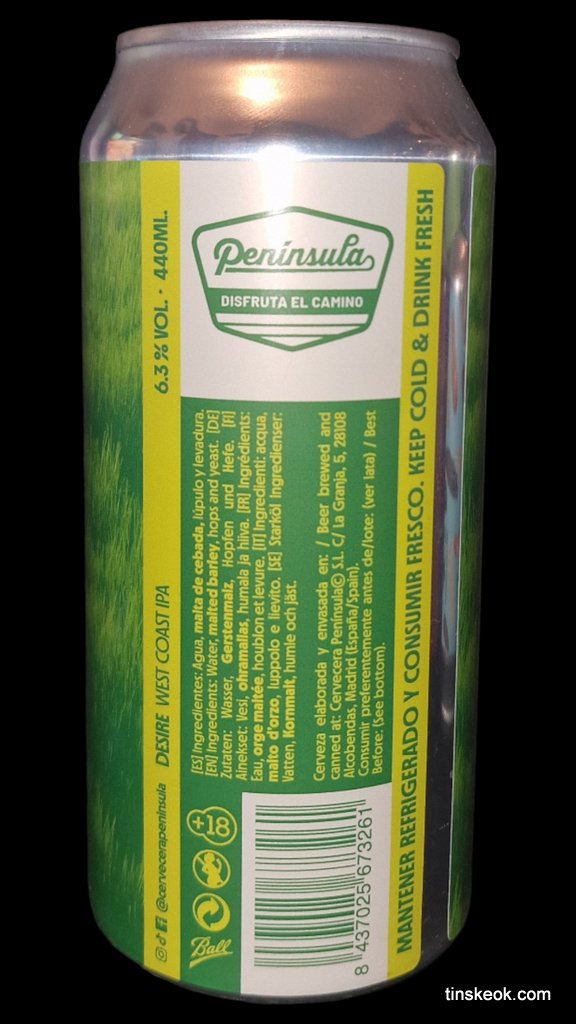 Península
DISFRUTA EL CAMINO
6.3% VOL. · 440ML.
DESIRE WEST COAST IPA
@cervecerapeninsula
[ES] Ingredientes: Agua, malta de cebada, lúpulo y levadura.
[EN] Ingredients: Water, malted barley, hops and yeast. [DE]
Zutaten: Wasser, Gerstenmalz, Hopfen und Hefe. [FI]
Ainekset: Vesi, ohramallas, humala ja hiiva. [FR] Ingrédients:
Eau, orge maltée, houblon et levure. [IT] Ingredienti: acqua,
malto d'orzo, luppolo e lievito. [SE] Starköl Ingredienser:
Vatten, Kornmalt, humle och jäst.
Cerveza elaborada y envasada en: / Beer brewed and
canned at: Cervecera Península© S.L. C/ La Granja, 5, 28108
Alcobendas, Madrid (España/Spain).
Consumir preferentemente antes de/lote: (ver lata) / Best
Before: (See bottom).
Ball
+18
8 437025 673261
MANTENER REFRIGERADO Y CONSUMIR FRESCO. KEEP COLD & DRINK FRESH
tinskeok.com